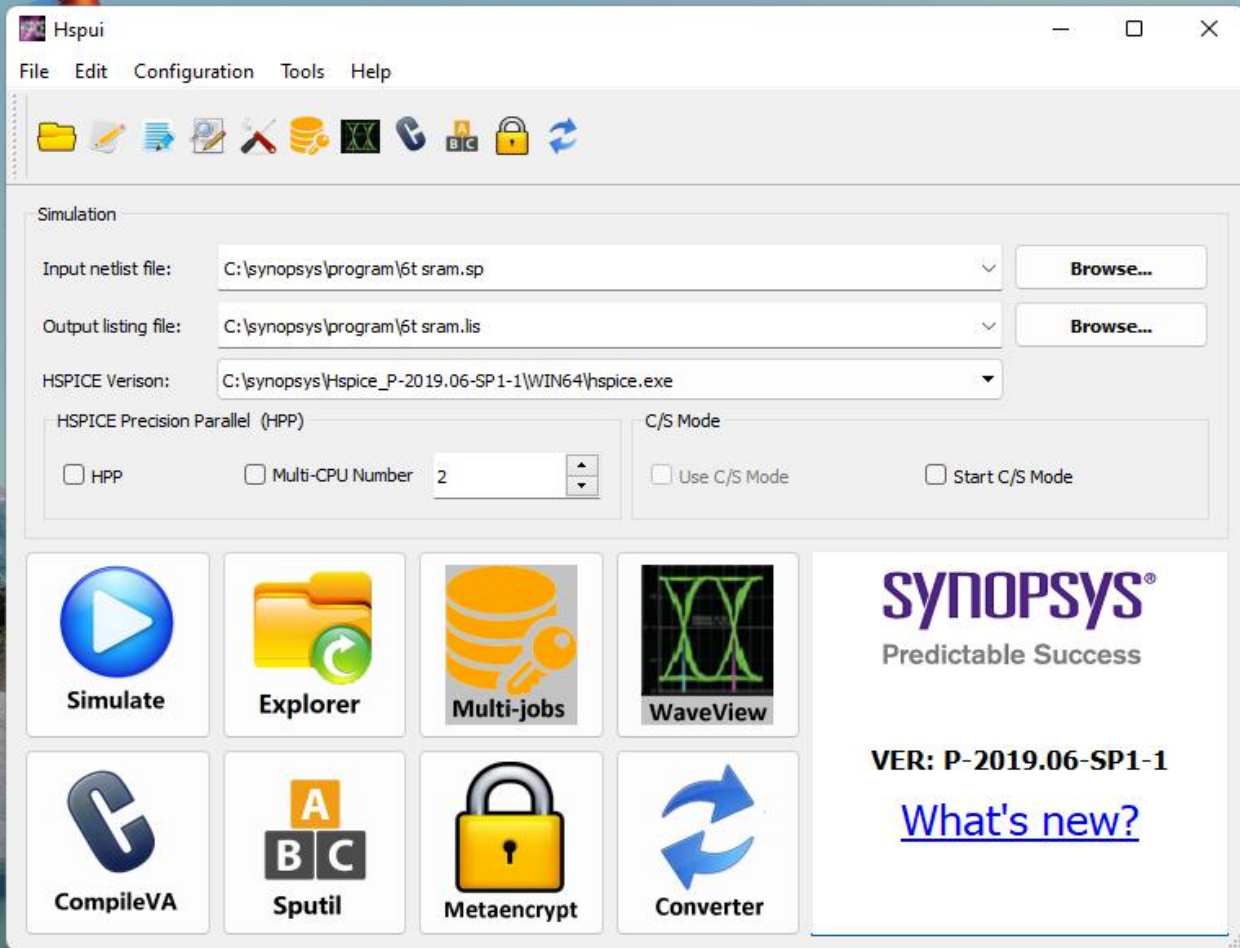 Hspui
File Edit Configuration Tools Help
A
B C
Simulation
Input netlist file: C:\synopsys\program\6t sram.sp Browse...
Output listing file: C:\synopsys\program\6t sram.lis Browse...
HSPICE Verison: C:\synopsys\Hspice_P-2019.06-SP1-1\WIN64\hspice.exe
HSPICE Precision Parallel (HPP) C/S Mode
HPP Multi-CPU Number 2 Use C/S Mode Start C/S Mode
Simulate Explorer Multi-jobs WaveView
SYNOPSYS®
Predictable Success
VER: P-2019.06-SP1-1
What's new?
A
B C
CompileVA Sputil Metaencrypt Converter